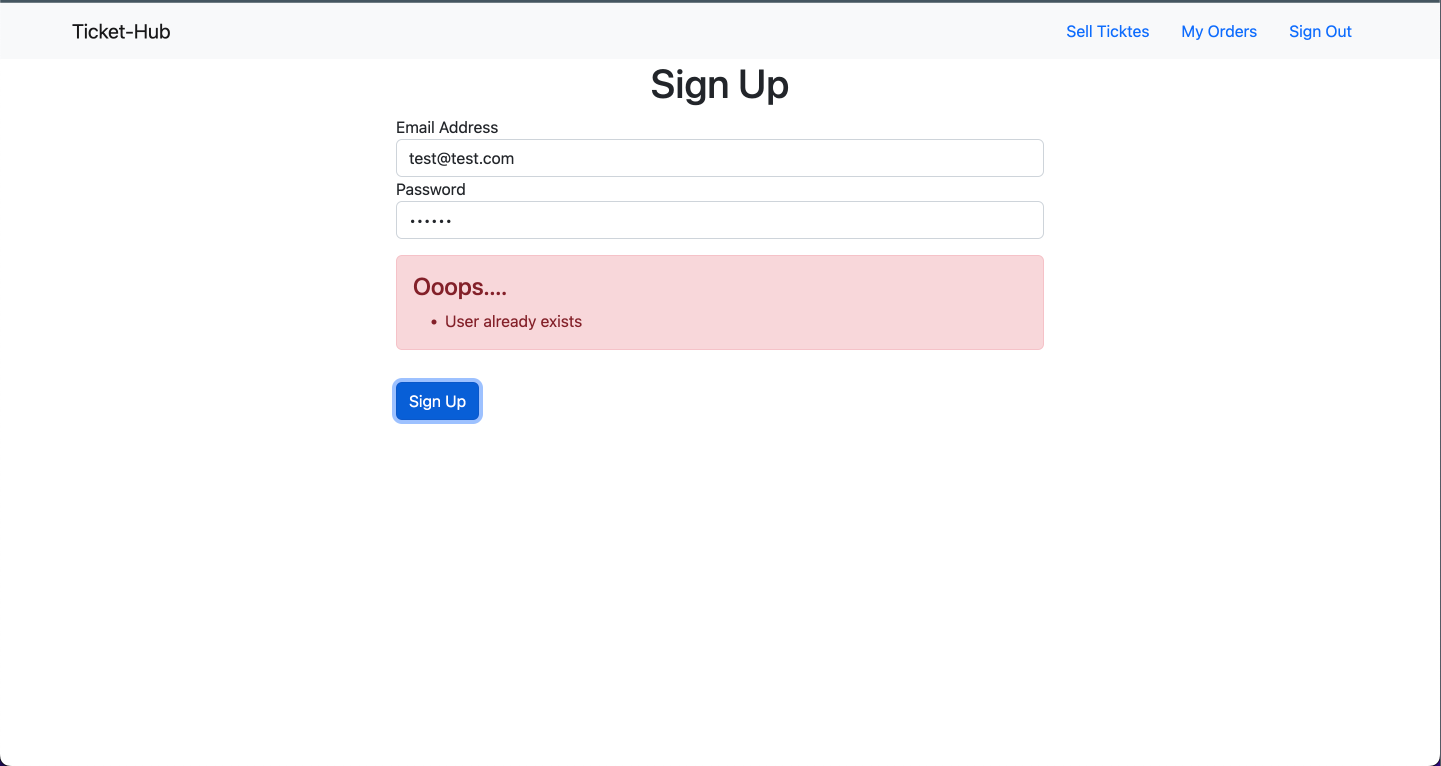 Ticket-Hub Sell Ticktes My Orders Sign Out
Sign Up
Email Address
test@test.com
Password
••••••
Ooops....
• User already exists
Sign Up